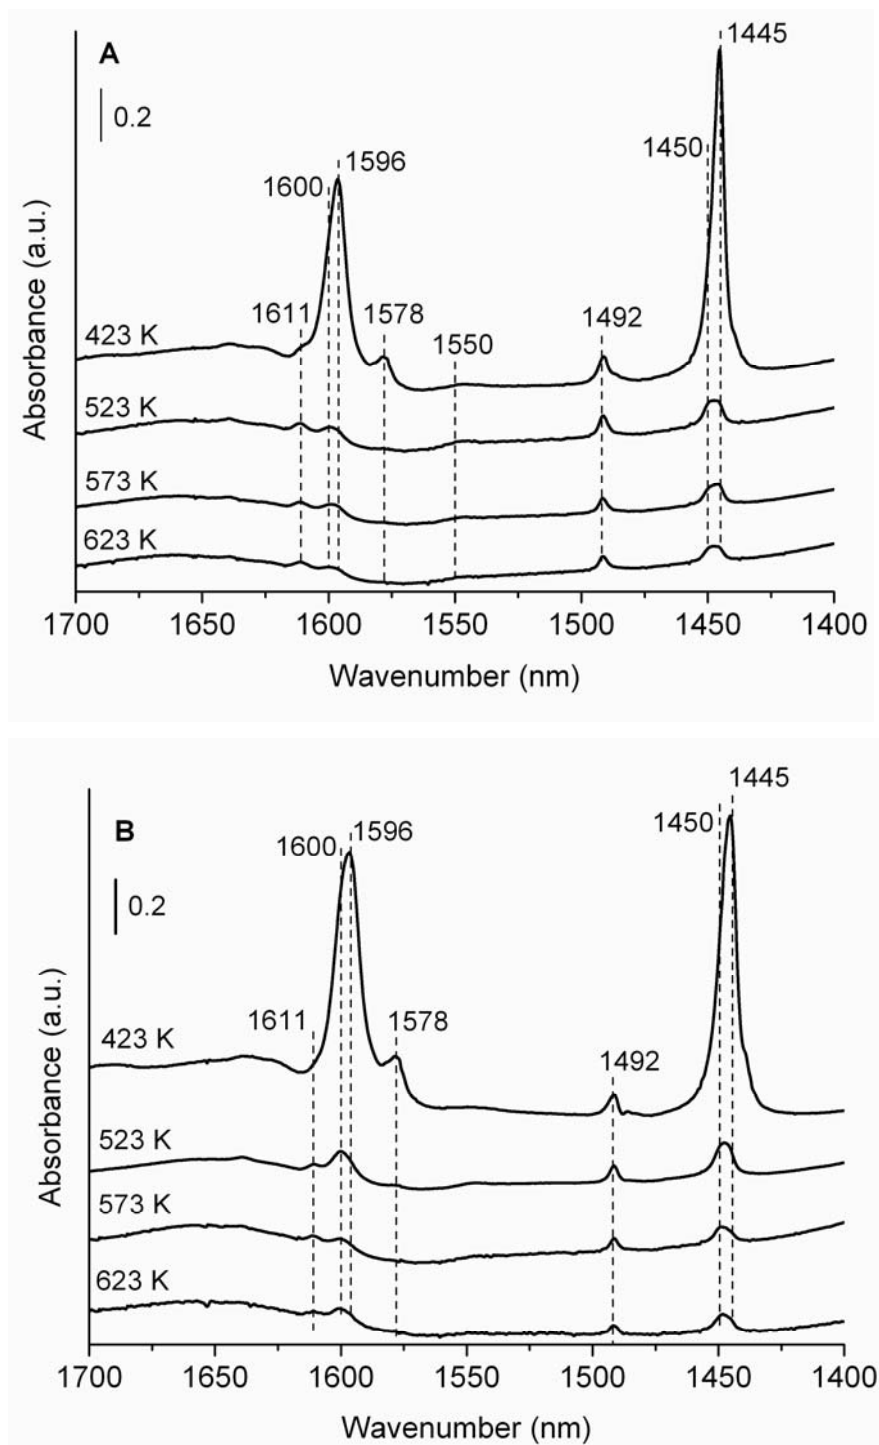 A
0.2
1445
1450
1596
1600
1611
1578
1550
1492
423 K
523 K
573 K
623 K
Absorbance (a.u.)
1700 1650 1600 1550 1500 1450 1400
Wavenumber (nm)
B
0.2
1445
1450
1596
1600
1611
1578
1492
423 K
523 K
573 K
623 K
Absorbance (a.u.)
1700 1650 1600 1550 1500 1450 1400
Wavenumber (nm)